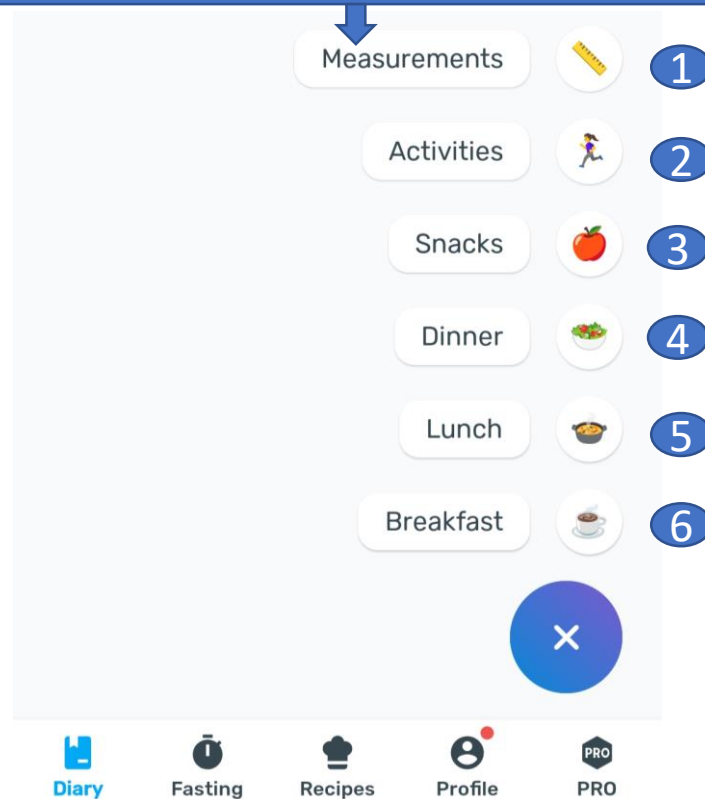 Measurements
1
Activities
2
Snacks
3
Dinner
4
Lunch
5
Breakfast
6
PRO
Diary Fasting Recipes Profile PRO